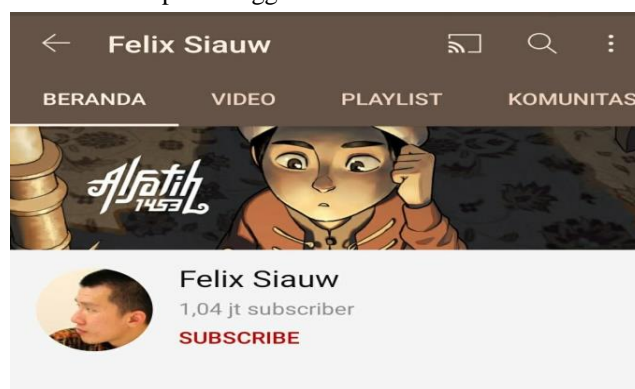 Felix Siauw
BERANDA VIDEO PLAYLIST KOMUNITAS
Alfatih
1453
Felix Siauw
1,04 jt subscriber
SUBSCRIBE